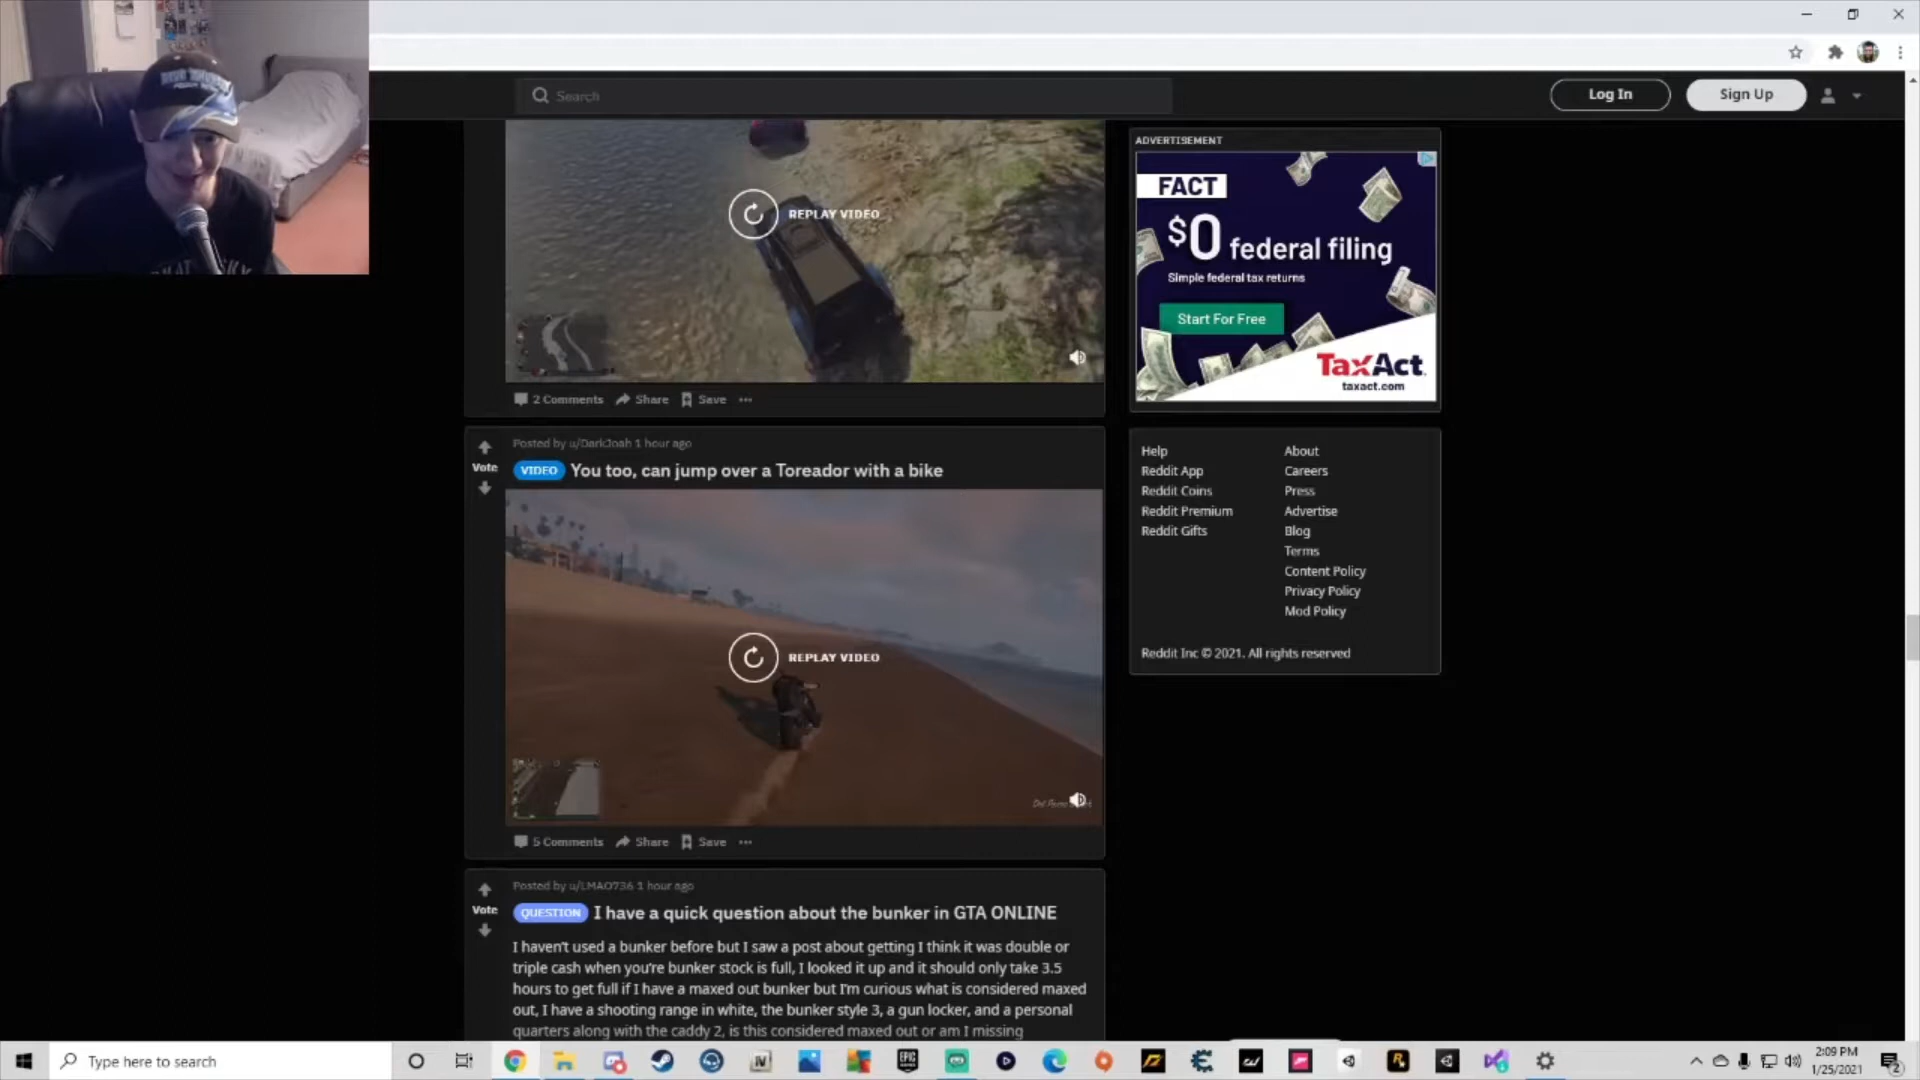 Search
Log In
Sign Up
REPLAY VIDEO
2 Comments Share Save
Posted by u/DarkJoah 1 hour ago
Vote
VIDEO You too, can jump over a Toreador with a bike
REPLAY VIDEO
5 Comments Share Save
Posted by u/LMAO736 1 hour ago
Vote
QUESTION I have a quick question about the bunker in GTA ONLINE
I haven't used a bunker before but I saw a post about getting I think it was double or
triple cash when you're bunker stock is full, I looked it up and it should only take 3.5
hours to get full if I have a maxed out bunker but I'm curious what is considered maxed
out, I have a shooting range in white, the bunker style 3, a gun locker, and a personal
quarters along with the caddy 2, is this considered maxed out or am I missing
ADVERTISEMENT
FACT
$0 federal filing
Simple federal tax returns
Start For Free
TaxAct.
taxact.com
Help
Reddit App
Reddit Coins
Reddit Premium
Reddit Gifts
About
Careers
Press
Advertise
Blog
Terms
Content Policy
Privacy Policy
Mod Policy
Reddit Inc © 2021. All rights reserved
Type here to search
EPIC
2:09 PM
1/25/2021
2